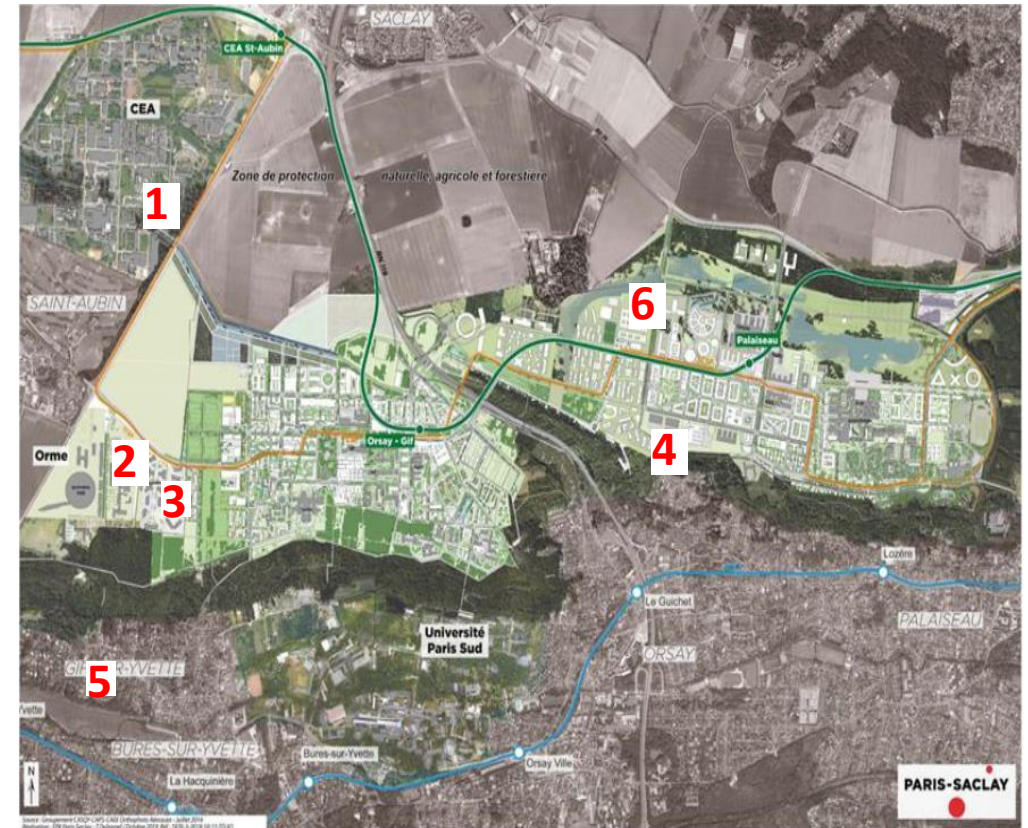 SACLAY
CEA St-Aubin
CEA
Zone de protection naturelle, agricole et forestière
1
SAINT-AUBIN
6
Palaiseau
Orsay - Gif
Orme
2
3
4
Lozère
Le Guichet
PALAISEAU
Université
Paris Sud
ORSAY
5
Yvette
BURES-SUR-YVETTE
Bures-sur-Yvette
Orsay Ville
La Hacquinière
N
PARIS-SACLAY